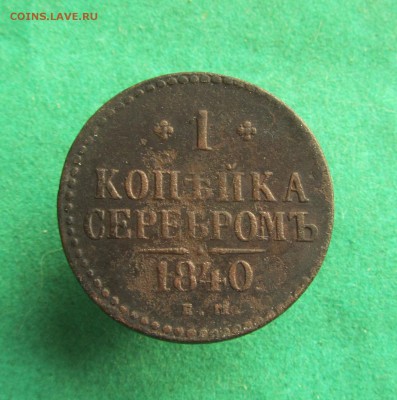 COINS.LAVE.RU
1
КОПѢЙКА
СЕРЕБРОМЪ
1840
Е. М.